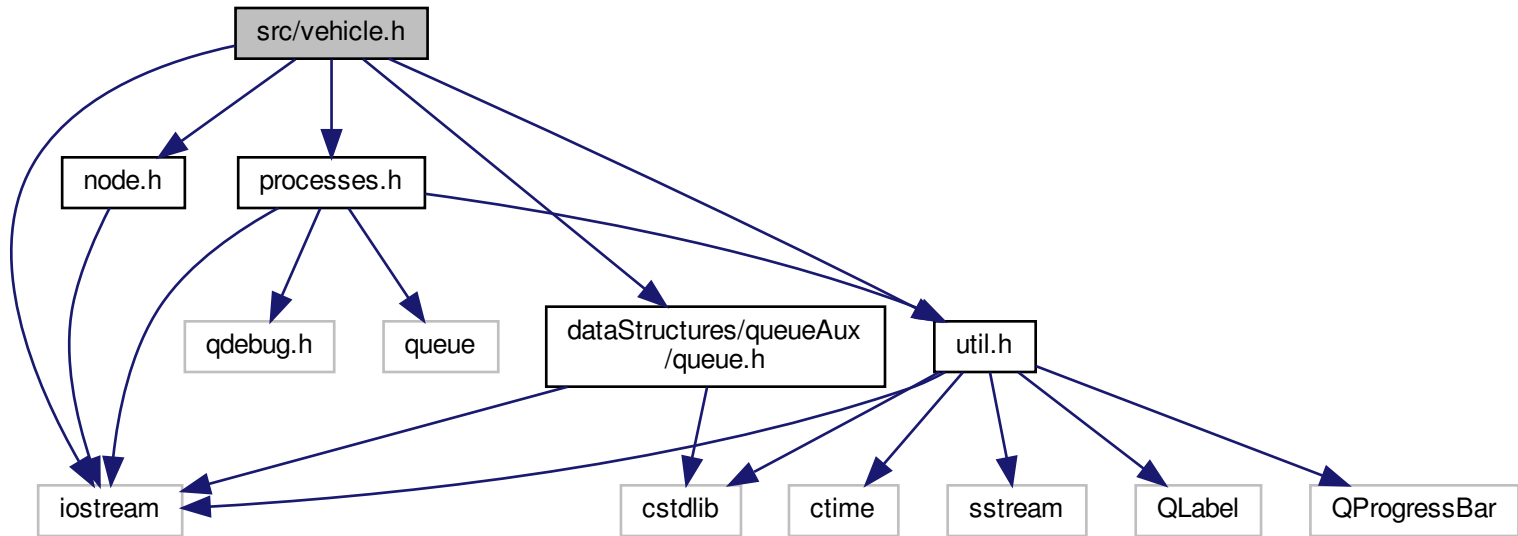 src/vehicle.h
node.h
processes.h
qdebug.h
queue
dataStructures/queueAux
/queue.h
util.h
iostream
cstdlib
ctime
sstream
QLabel
QProgressBar